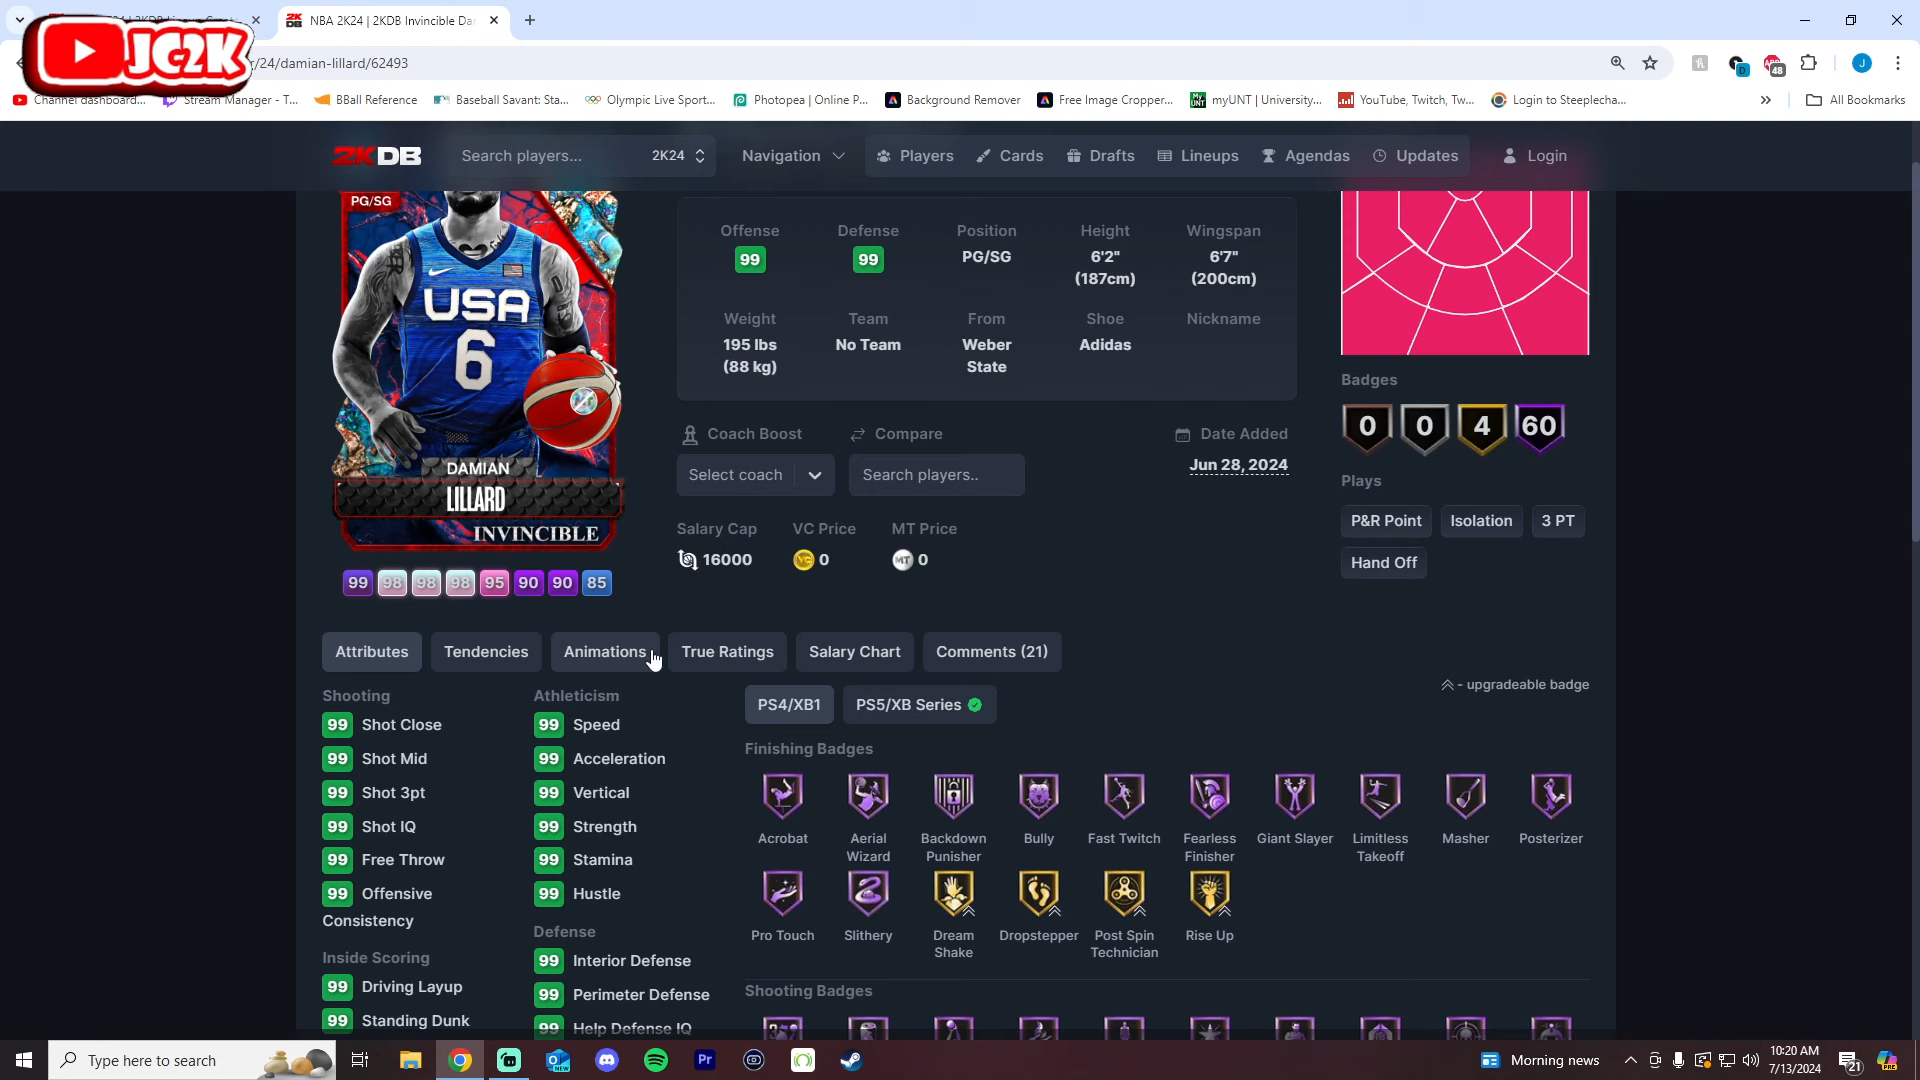 NBA 2K24 | 2KDB Invincible Da
JC2K
r/24/damian-lillard/62493
Channel dashboard...
Stream Manager - T...
BBall Reference
Baseball Savant: Sta...
Olympic Live Sport...
Photopea | Online P...
Background Remover
Free Image Cropper...
myUNT | University...
YouTube, Twitch, Tw...
Login to Steeplecha...
All Bookmarks
2KDB
Search players...
2K24
Navigation
Players
Cards
Drafts
Lineups
Agendas
Updates
Login
PG/SG
USA
6
DAMIAN
LILLARD
INVINCIBLE
99 98 98 98 95 90 90 85
Offense
99
Defense
99
Position
PG/SG
Height
6'2"
(187cm)
Wingspan
6'7"
(200cm)
Weight
195 lbs
(88 kg)
Team
No Team
From
Weber
State
Shoe
Adidas
Nickname
Coach Boost
Select coach
Compare
Search players..
Date Added
Jun 28, 2024
Salary Cap
16000
VC Price
VC 0
MT Price
MT 0
Badges
0 0 4 60
Plays
P&R Point
Isolation
3 PT
Hand Off
Attributes
Tendencies
Animations
True Ratings
Salary Chart
Comments (21)
Shooting
99 Shot Close
99 Shot Mid
99 Shot 3pt
99 Shot IQ
99 Free Throw
99 Offensive
Consistency
Inside Scoring
99 Driving Layup
99 Standing Dunk
Athleticism
99 Speed
99 Acceleration
99 Vertical
99 Strength
99 Stamina
99 Hustle
Defense
99 Interior Defense
99 Perimeter Defense
99 Help Defense IQ
PS4/XB1
PS5/XB Series
- upgradeable badge
Finishing Badges
Acrobat
Aerial
Wizard
Backdown
Punisher
Bully
Fast Twitch
Fearless
Finisher
Giant Slayer
Limitless
Takeoff
Masher
Posterizer
Pro Touch
Slithery
Dream
Shake
Dropstepper
Post Spin
Technician
Rise Up
Shooting Badges
Type here to search
Morning news
10:20 AM
7/13/2024
21